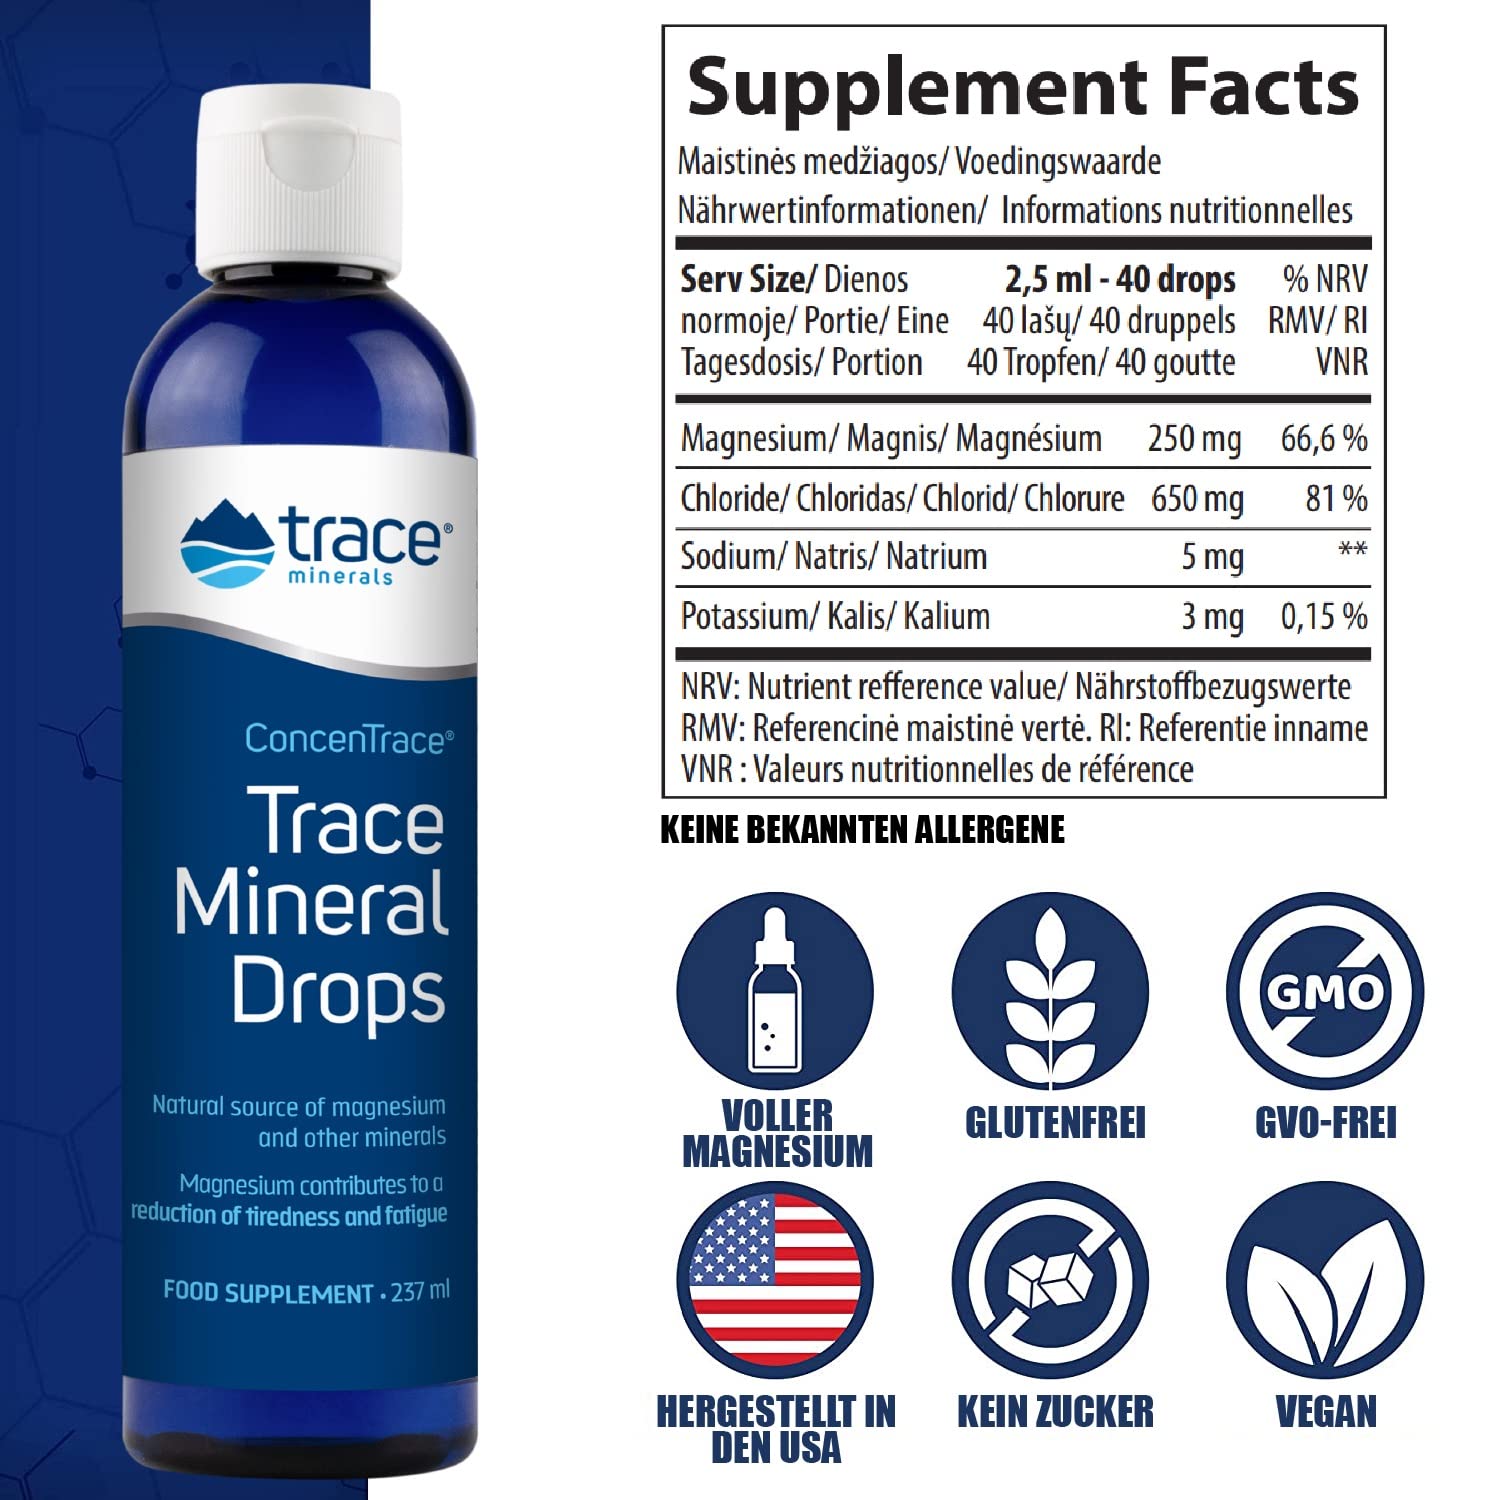 trace®
minerals
ConcenTrace®
Trace
Mineral
Drops
Natural source of magnesium
and other minerals
Magnesium contributes to a
reduction of tiredness and fatigue
FOOD SUPPLEMENT • 237 ml
Supplement Facts
Maistinės medžiagos/ Voedingswaarde
Nährwertinformationen/ Informations nutritionnelles
Serv Size/ Dienos 2,5 ml - 40 drops % NRV
normoje/ Portie/ Eine 40 lašų/ 40 druppels RMV/ RI
Tagesdosis/ Portion 40 Tropfen/ 40 goutte VNR
Magnesium/ Magnis/ Magnésium 250 mg 66,6 %
Chloride/ Chloridas/ Chlorid/ Chlorure 650 mg 81 %
Sodium/ Natris/ Natrium 5 mg **
Potassium/ Kalis/ Kalium 3 mg 0,15 %
NRV: Nutrient refference value/ Nährstoffbezugswerte
RMV: Referencinė maistinė vertė. RI: Referentie inname
VNR : Valeurs nutritionnelles de référence
KEINE BEKANNTEN ALLERGENE
GMO
VOLLER
MAGNESIUM
GLUTENFREI
GVO-FREI
HERGESTELLT IN
DEN USA
KEIN ZUCKER
VEGAN